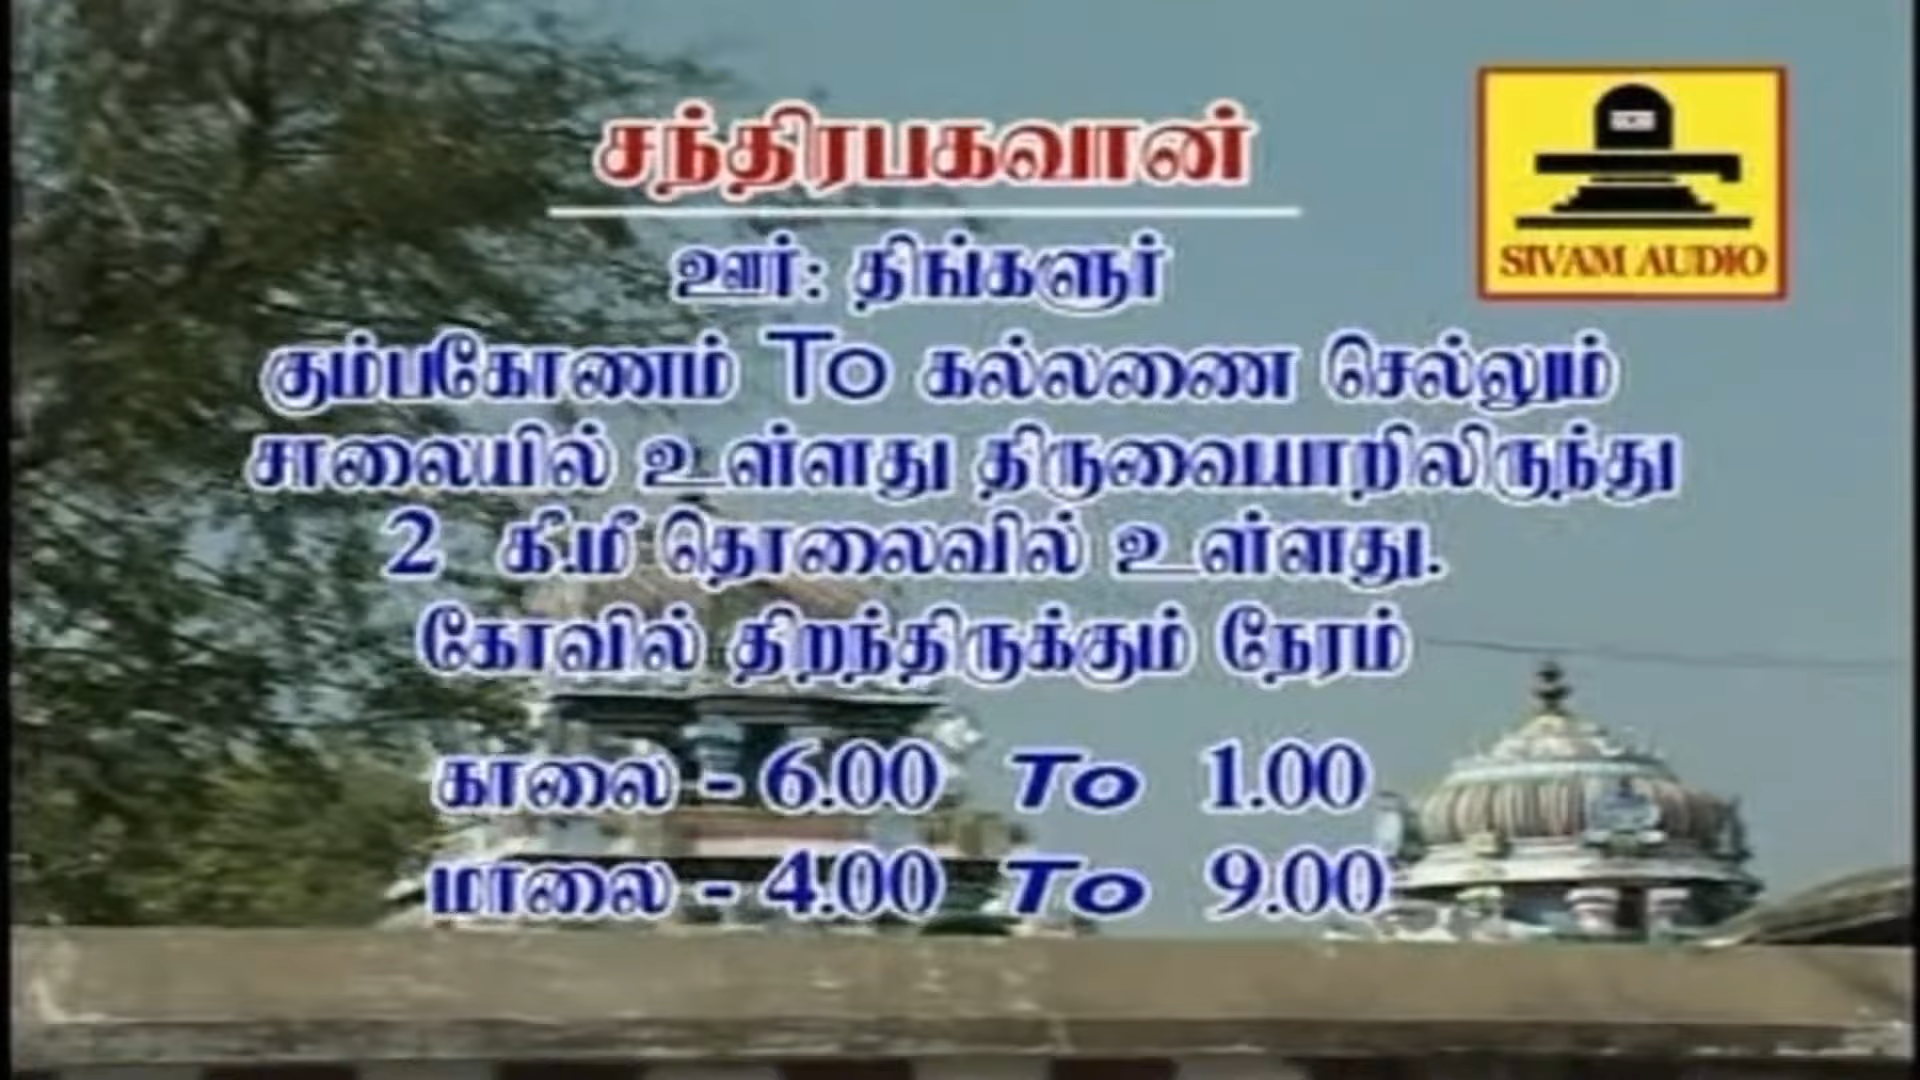 சந்திரபகவான்
SIVAM AUDIO
ஊர்: திங்களுர்
கும்பகோணம் To கல்லணை செல்லும்
சாலையில் உள்ளது திருவையாறிலிருந்து
2 கி.மீ தொலைவில் உள்ளது.
கோவில் திறந்திருக்கும் நேரம்
காலை - 6.00 To 1.00
மாலை - 4.00 To 9.00